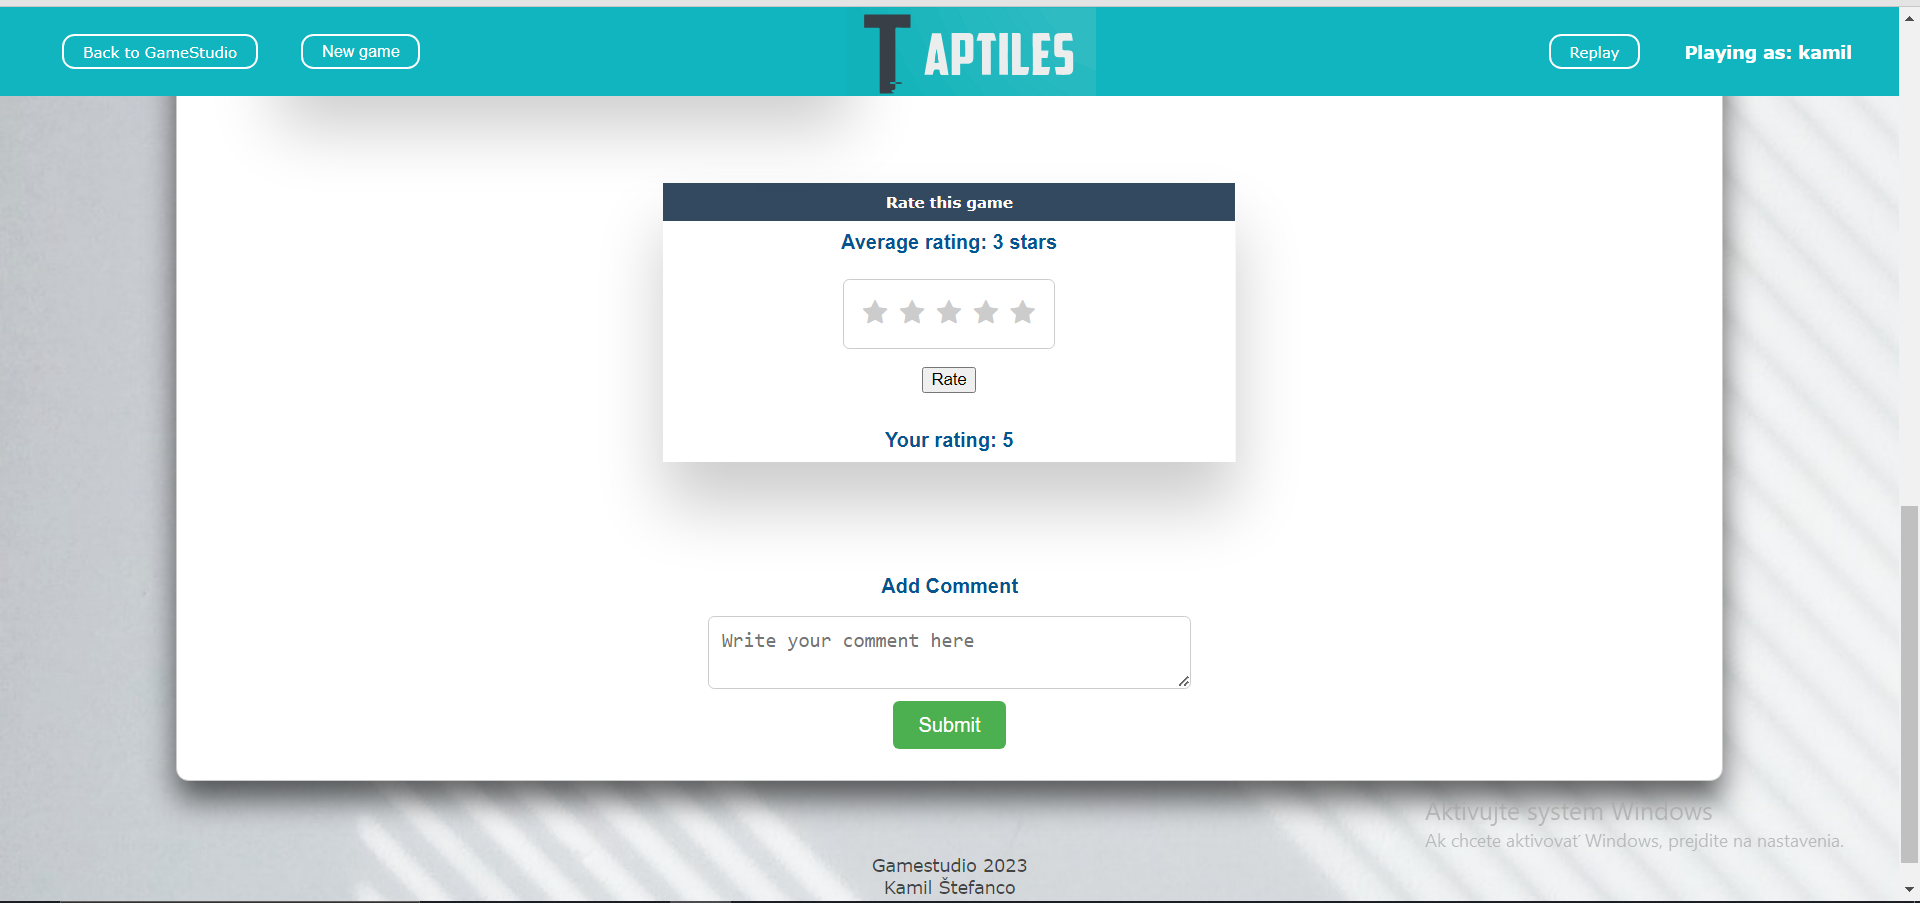 Back to GameStudio
New game
TAPTILES
Replay
Playing as: kamil
Rate this game
Average rating: 3 stars
Rate
Your rating: 5
Add Comment
Write your comment here
Submit
Aktivujte systém Windows
Ak chcete aktivovať Windows, prejdite na nastavenia.
Gamestudio 2023
Kamil Štefanco